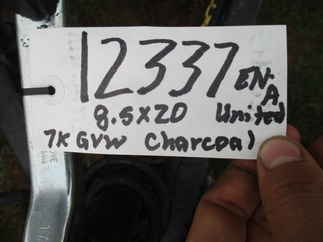 12337 EN-A
8.5X20 United
7K GVW Charcoal